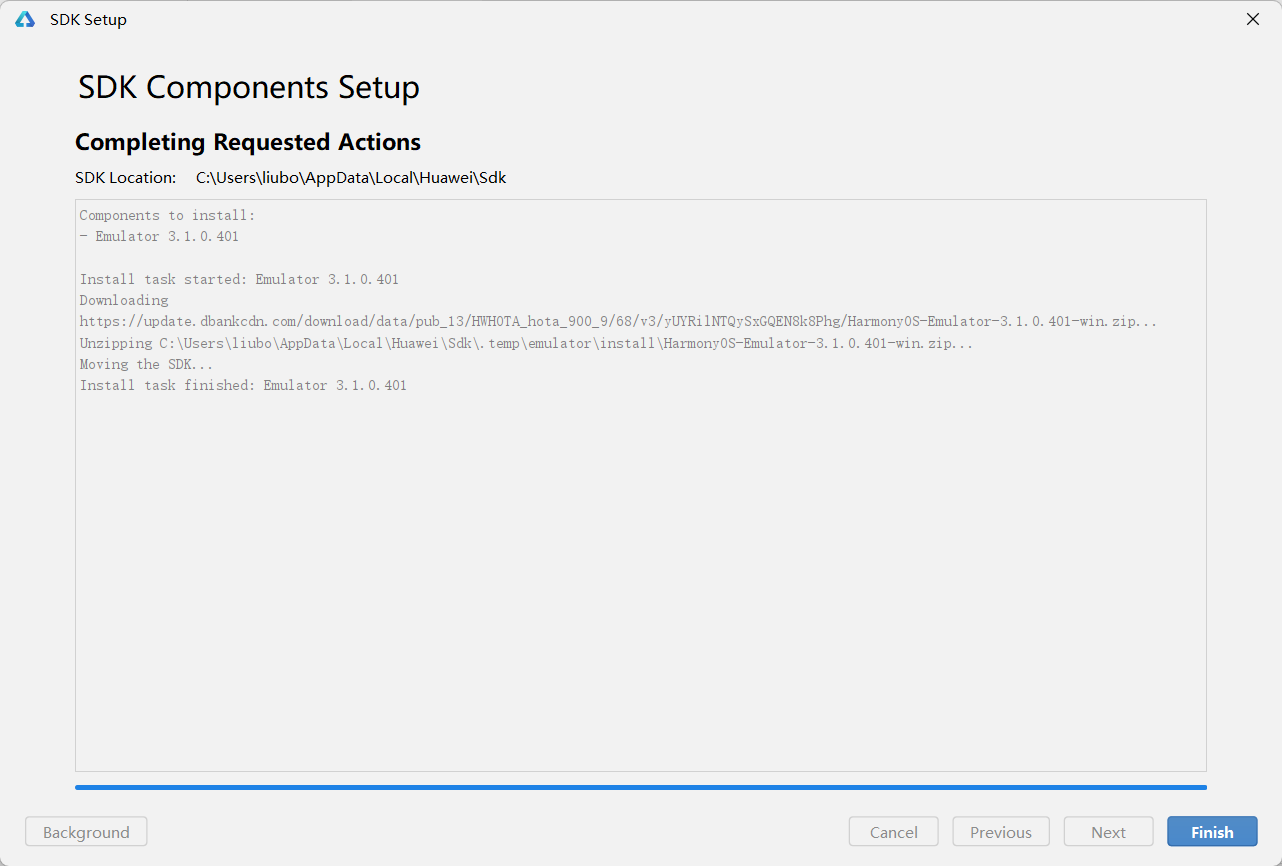 SDK Setup
SDK Components Setup
Completing Requested Actions
SDK Location: C:\Users\liubo\AppData\Local\Huawei\Sdk
Components to install:
- Emulator 3.1.0.401
Install task started: Emulator 3.1.0.401
Downloading
https://update.dbankcdn.com/download/data/pub_13/HWHOTA_hota_900_9/68/v3/yUYRilNTQySxGQEN8k8Phg/HarmonyOS-Emulator-3.1.0.401-win.zip...
Unzipping C:\Users\liubo\AppData\Local\Huawei\Sdk\.temp\emulator\install\HarmonyOS-Emulator-3.1.0.401-win.zip...
Moving the SDK...
Install task finished: Emulator 3.1.0.401
Background Cancel Previous Next Finish